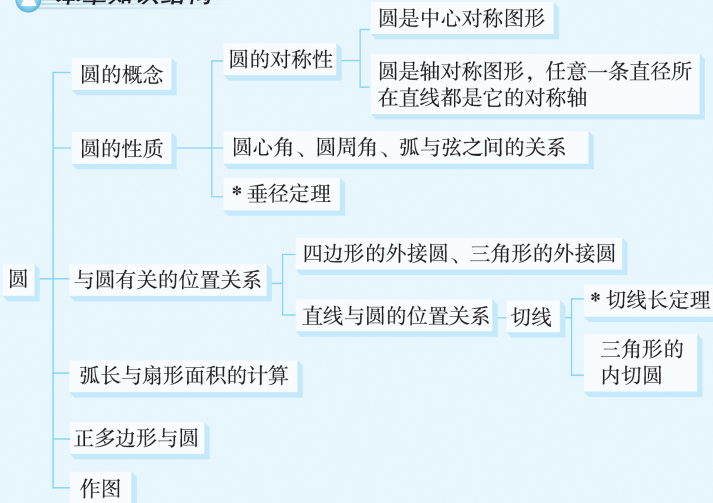 本章知识结构
圆
圆的概念
圆的性质
圆的对称性
圆是中心对称图形
圆是轴对称图形，任意一条直径所
在直线都是它的对称轴
圆心角、圆周角、弧与弦之间的关系
*垂径定理
与圆有关的位置关系
四边形的外接圆、三角形的外接圆
直线与圆的位置关系
切线
*切线长定理
三角形的
内切圆
弧长与扇形面积的计算
正多边形与圆
作图